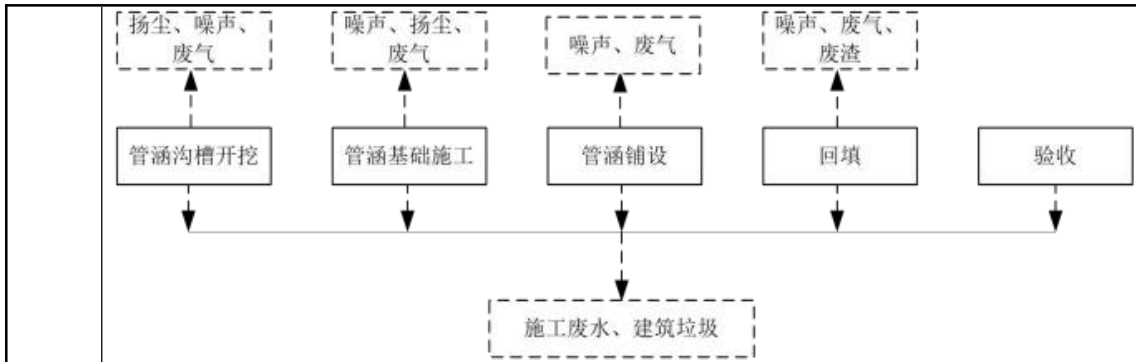 扬尘、噪声、
废气
噪声、扬尘、
废气
噪声、废气
噪声、废气、
废渣
管涵沟槽开挖
管涵基础施工
管涵铺设
回填
验收
施工废水、建筑垃圾